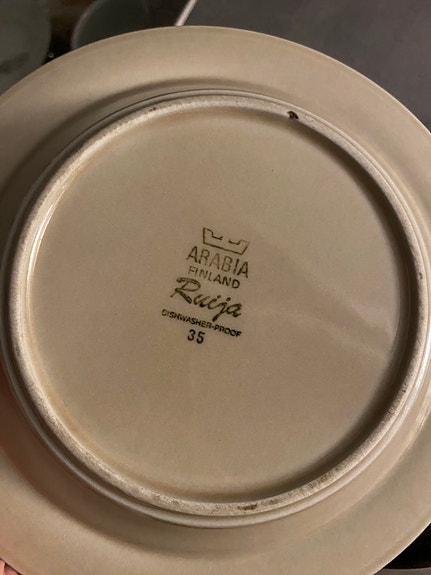 ARABIA
FINLAND
Ruija
DISHWASHER-PROOF
35